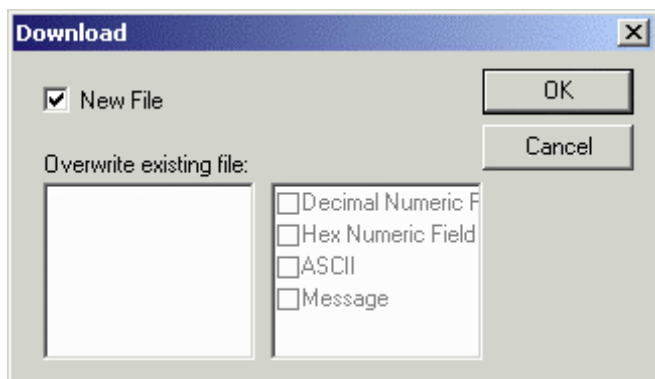 Download
New File
OK
Cancel
Overwrite existing file:
Decimal Numeric F
Hex Numeric Field
ASCII
Message